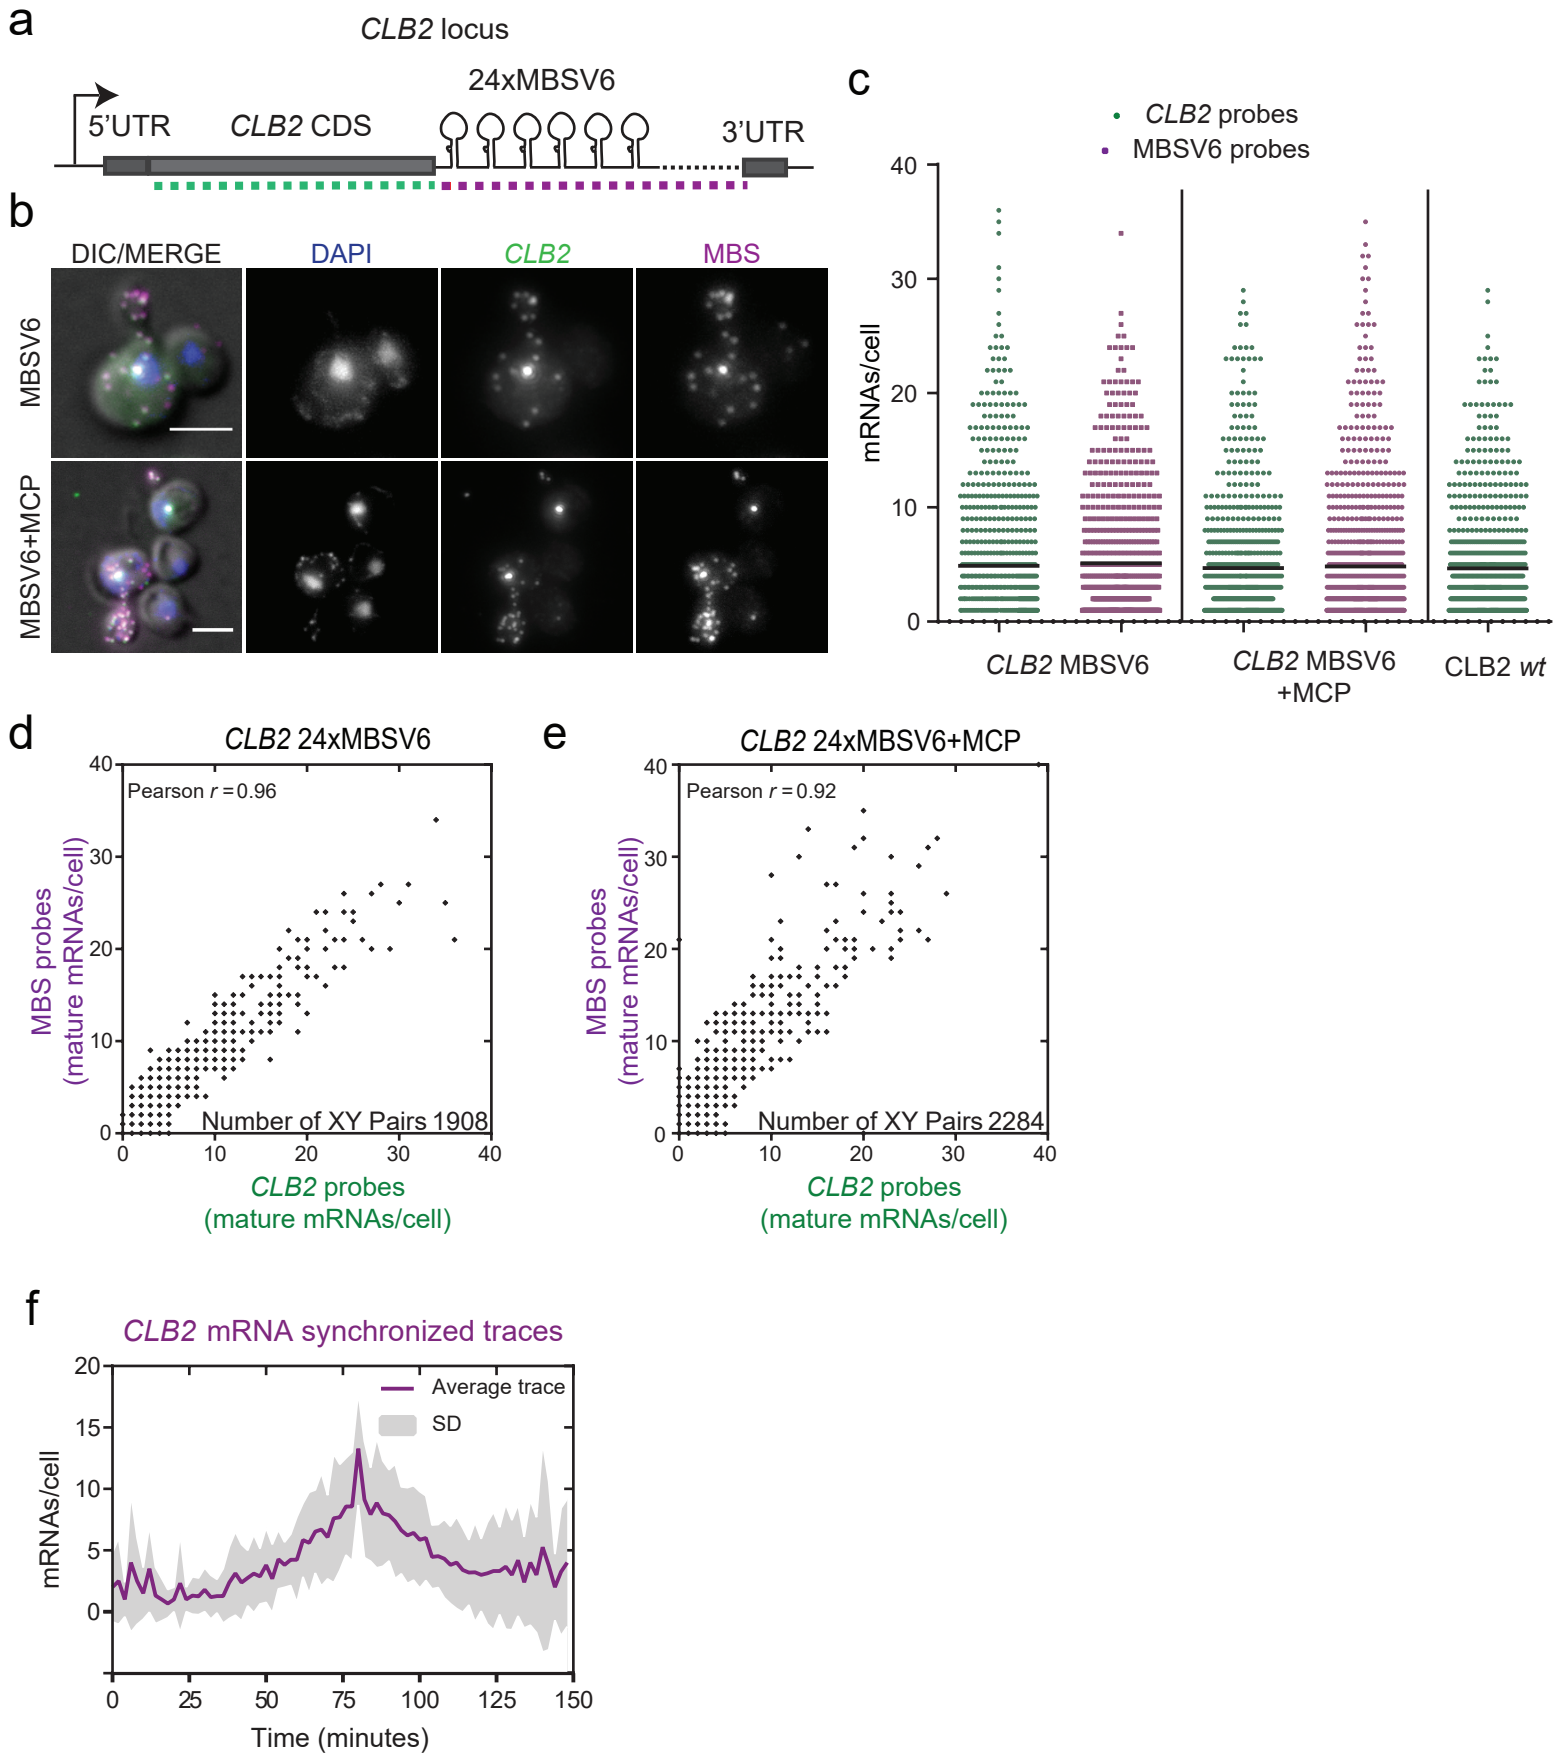 a
CLB2 locus
24xMBSV6
5'UTR
CLB2 CDS
3'UTR
b
DIC/MERGE
DAPI
CLB2
MBS
MBSV6
MBSV6+MCP
c
CLB2 probes
MBSV6 probes
mRNAs/cell
40
30
20
10
0
CLB2 MBSV6
CLB2 MBSV6
+MCP
CLB2 wt
d
CLB2 24xMBSV6
Pearson r = 0.96
MBS probes
(mature mRNAs/cell)
40
30
20
10
0
Number of XY Pairs 1908
0 10 20 30 40
CLB2 probes
(mature mRNAs/cell)
e
CLB2 24xMBSV6+MCP
Pearson r = 0.92
MBS probes
(mature mRNAs/cell)
40
30
20
10
0
Number of XY Pairs 2284
0 10 20 30 40
CLB2 probes
(mature mRNAs/cell)
f
CLB2 mRNA synchronized traces
Average trace
SD
mRNAs/cell
20
15
10
5
0
0 25 50 75 100 125 150
Time (minutes)